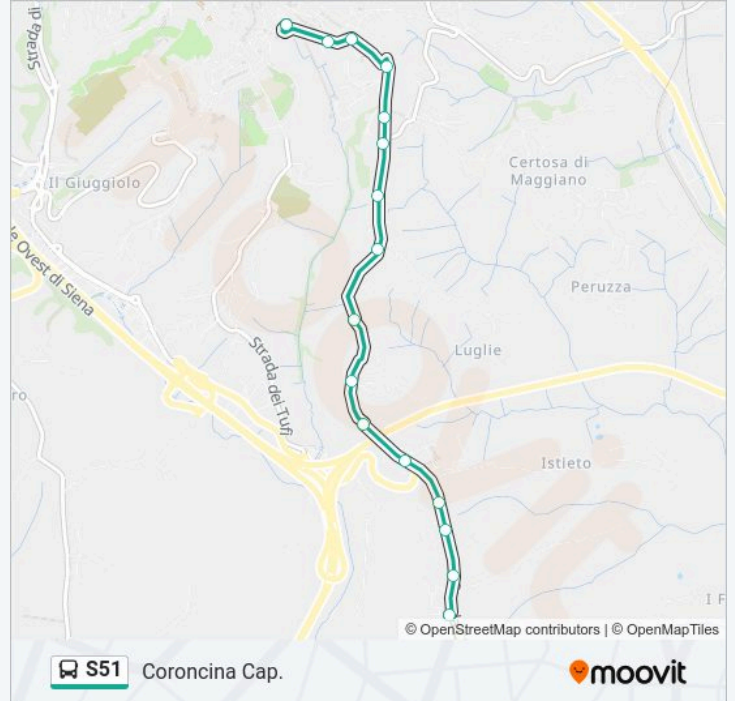 Strada di
Certosa di
Maggiano
Il Giuggiolo
le Ovest di Siena
Peruzza
Strada dei Tufi
Luglie
ro
Istieto
I F
© OpenStreetMap contributors | © OpenMapTiles
S51
Coroncina Cap.
moovit